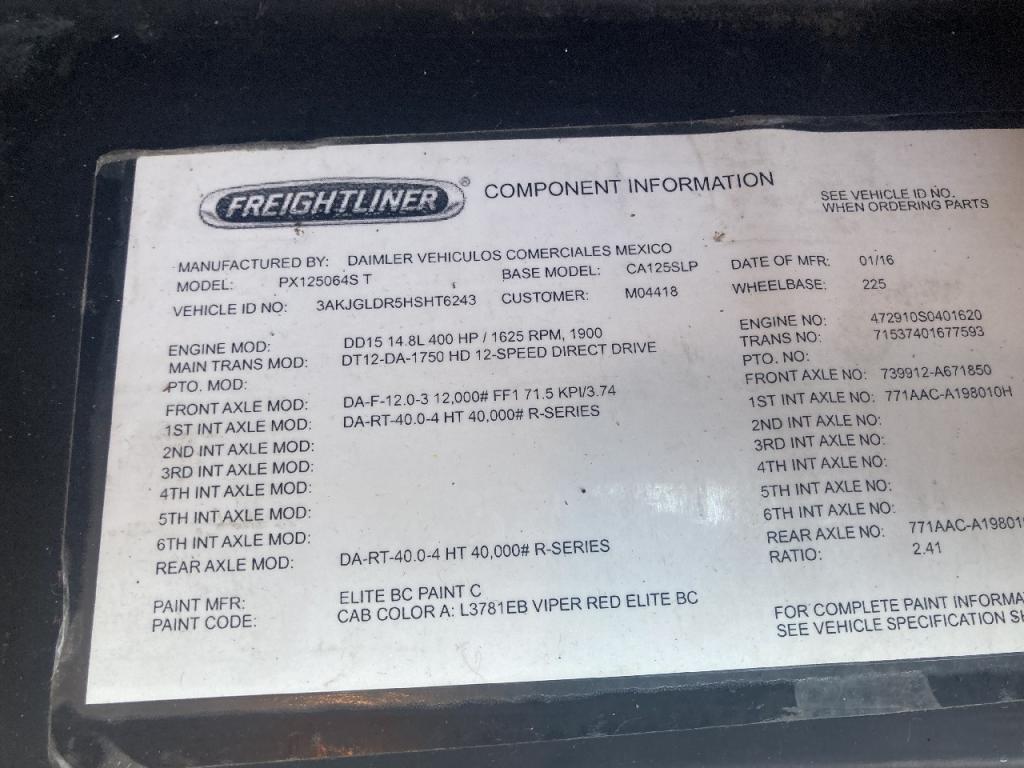 FREIGHTLINER® COMPONENT INFORMATION
SEE VEHICLE ID NO.
WHEN ORDERING PARTS
MANUFACTURED BY: DAIMLER VEHICULOS COMERCIALES MEXICO
MODEL: PX125064S T BASE MODEL: CA125SLP DATE OF MFR: 01/16
VEHICLE ID NO: 3AKJGLDR5HSHT6243 CUSTOMER: M04418 WHEELBASE: 225
ENGINE MOD: DD15 14.8L 400 HP / 1625 RPM, 1900 ENGINE NO: 472910S0401620
MAIN TRANS MOD: DT12-DA-1750 HD 12-SPEED DIRECT DRIVE TRANS NO: 71537401677593
PTO. MOD: PTO. NO:
FRONT AXLE MOD: DA-F-12.0-3 12,000# FF1 71.5 KPI/3.74 FRONT AXLE NO: 739912-A671850
1ST INT AXLE MOD: DA-RT-40.0-4 HT 40,000# R-SERIES 1ST INT AXLE NO: 771AAC-A198010H
2ND INT AXLE MOD: 2ND INT AXLE NO:
3RD INT AXLE MOD: 3RD INT AXLE NO:
4TH INT AXLE MOD: 4TH INT AXLE NO:
5TH INT AXLE MOD: 5TH INT AXLE NO:
6TH INT AXLE MOD: 6TH INT AXLE NO:
REAR AXLE MOD: DA-RT-40.0-4 HT 40,000# R-SERIES REAR AXLE NO: 771AAC-A19801
RATIO: 2.41
PAINT MFR: ELITE BC PAINT C
PAINT CODE: CAB COLOR A: L3781EB VIPER RED ELITE BC
FOR COMPLETE PAINT INFORMA
SEE VEHICLE SPECIFICATION